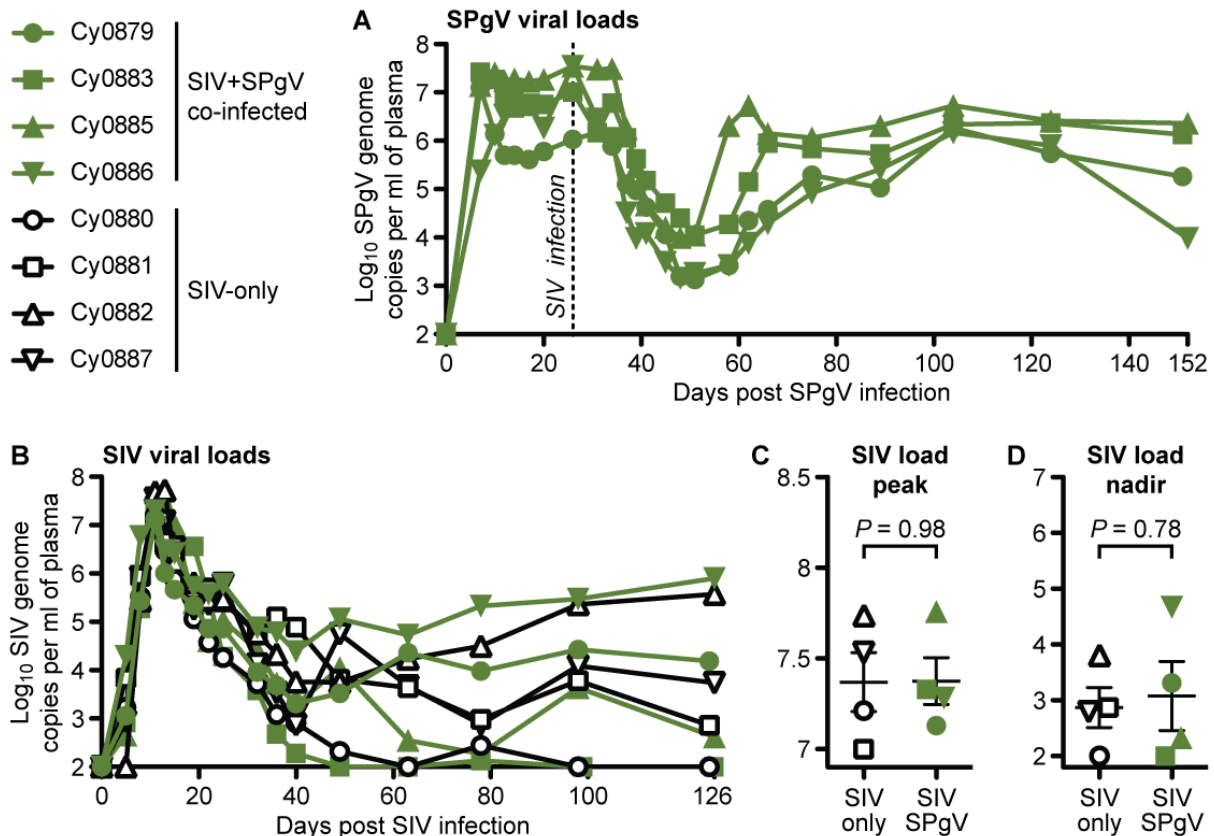 Cy0879
Cy0883
Cy0885
Cy0886
SIV+SPgV
co-infected
Cy0880
Cy0881
Cy0882
Cy0887
SIV-only
A
SPgV viral loads
Log10 SPgV genome
copies per ml of plasma
8
7
6
5
4
3
2
SIV infection
0 20 40 60 80 100 120 140 152
Days post SPgV infection
B
SIV viral loads
Log10 SIV genome
copies per ml of plasma
8
7
6
5
4
3
2
0 20 40 60 80 100 126
Days post SIV infection
C
SIV load
peak
8.5
8
7.5
7
P = 0.98
SIV only
SIV SPgV
D
SIV load
nadir
7
6
5
4
3
2
P = 0.78
SIV only
SIV SPgV